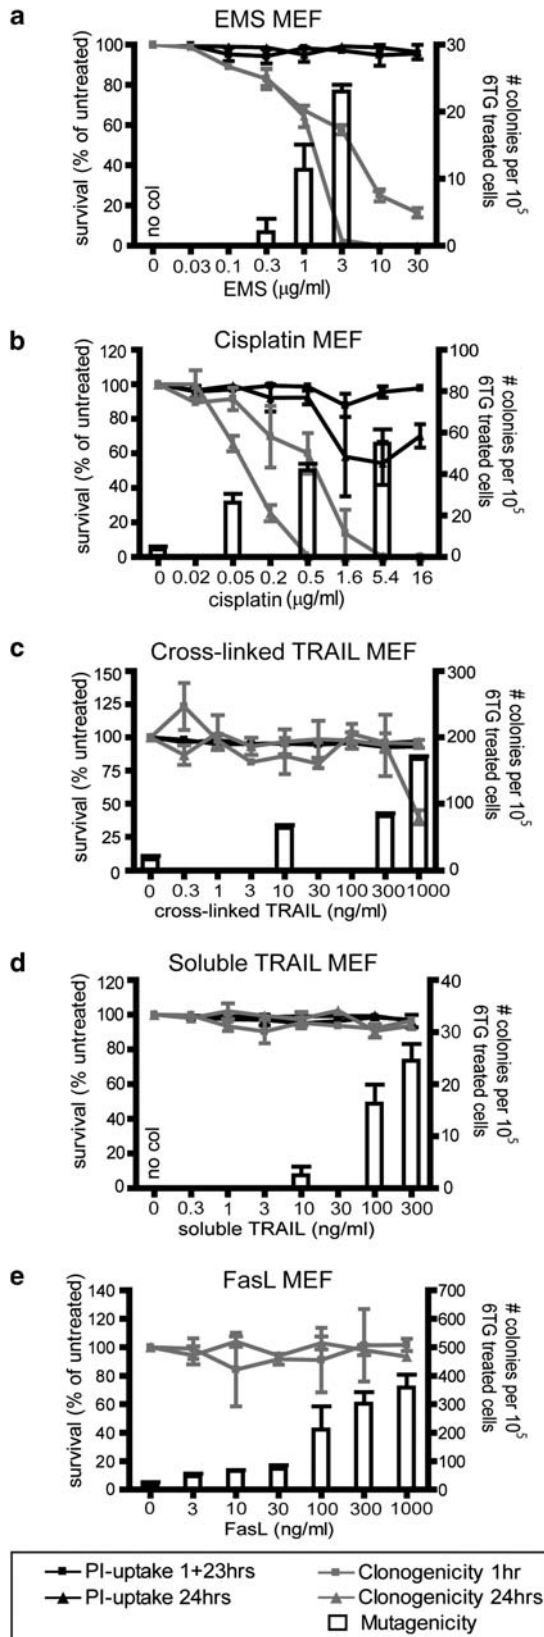 a
EMS MEF
survival (% of untreated)
100
80
60
40
20
0
no col
30
20
10
0
# colonies per 10⁵
6TG treated cells
0 0.03 0.1 0.3 1 3 10 30
EMS (µg/ml)
b
Cisplatin MEF
survival (% of untreated)
120
100
80
60
40
20
0
100
80
60
40
20
0
# colonies per 10⁵
6TG treated cells
0 0.02 0.05 0.2 0.5 1.6 5.4 16
cisplatin (µg/ml)
c
Cross-linked TRAIL MEF
survival (% of untreated)
150
125
100
75
50
25
0
300
200
100
0
# colonies per 10⁵
6TG treated cells
0 0.3 1 3 10 30 100 300 1000
cross-linked TRAIL (ng/ml)
d
Soluble TRAIL MEF
survival (% untreated)
120
100
80
60
40
20
0
no col
40
30
20
10
0
# colonies per 10⁵
6TG treated cells
0 0.3 1 3 10 30 100 300
soluble TRAIL (ng/ml)
e
FasL MEF
survival (% of untreated)
140
120
100
80
60
40
20
0
700
600
500
400
300
200
100
0
# colonies per 10⁵
6TG treated cells
0 3 10 30 100 300 1000
FasL (ng/ml)
PI-uptake 1+23hrs
Clonogenicity 1hr
PI-uptake 24hrs
Clonogenicity 24hrs
Mutagenicity